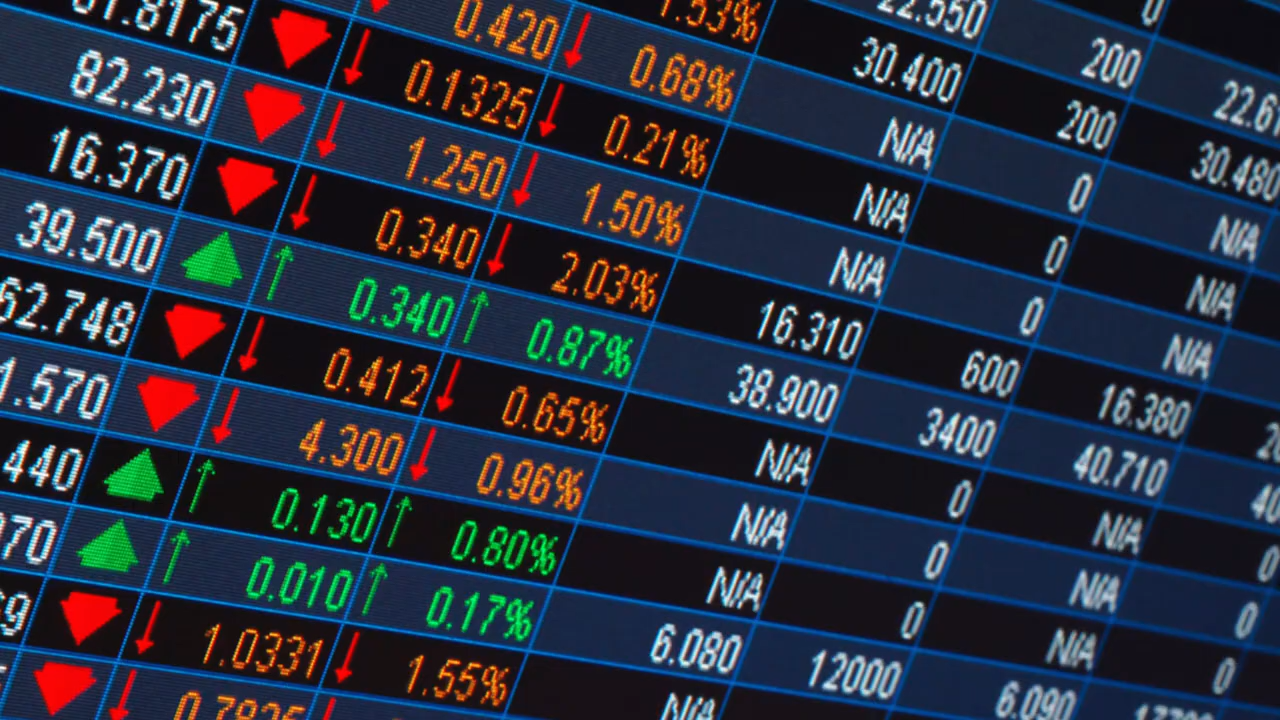 0
22.550 200
1.53% 30.400 200 30.480
0.420 0.68% N/A 0 N/A
.8175 0.1325 0.21% N/A 0 N/A
82.230 1.250 1.50% N/A 0 N/A
16.370 0.340 2.03% 16.310 600 16.380
39.500 0.340 0.87% 38.900 3400 40.710
62.748 0.412 0.65% N/A 0 N/A 0
1.570 4.300 0.96% N/A 0 N/A 0
440 0.130 0.80% N/A 0 N/A 0
70 0.010 0.17% 6.080 12000 6.090
9 1.0331 1.55% N/A